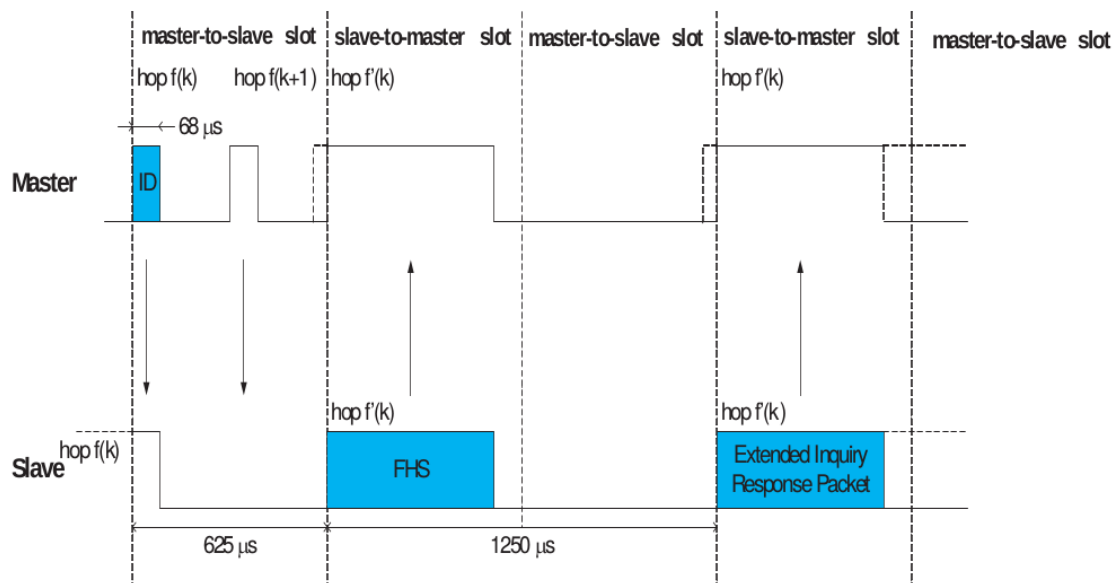 master-to-slave slot slave-to-master slot master-to-slave slot slave-to-master slot master-to-slave slot
hop f(k) hop f(k+1) hop f'(k) hop f'(k)
68 μs
Master
ID
hop f'(k) hop f'(k)
hop f(k)
Slave
FHS
Extended Inquiry
Response Packet
625 μs 1250 μs